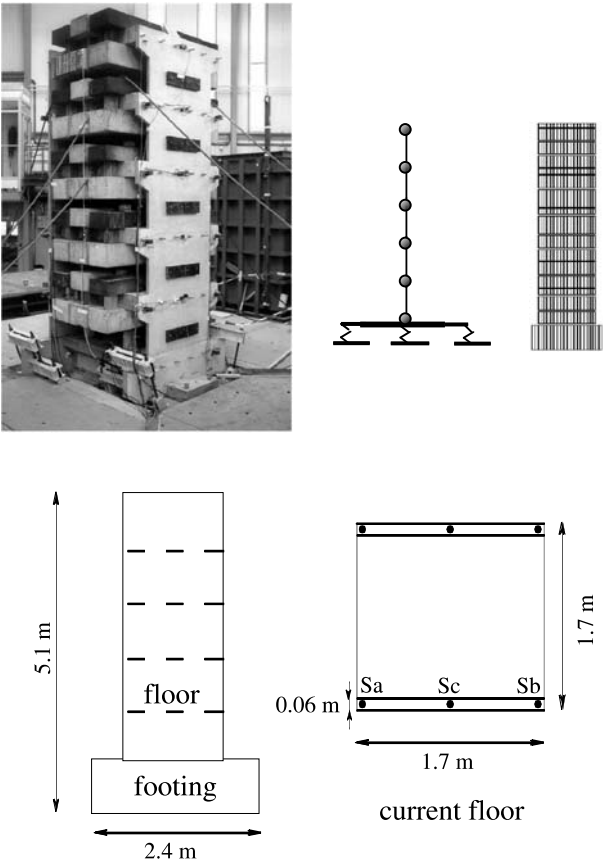 5.1 m
floor
footing
2.4 m
Sa Sc Sb
0.06 m
1.7 m
1.7 m
current floor